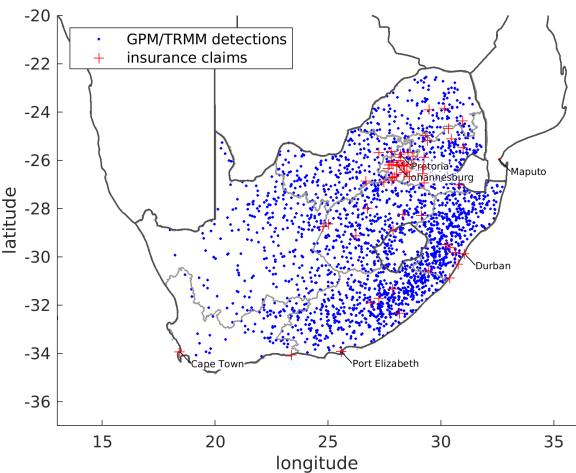 -20
GPM/TRMM detections
insurance claims
-22
-24
-26
Pretoria
Johannesburg
Maputo
-28
latitude
-30
Durban
-32
-34
Cape Town
Port Elizabeth
-36
15
20
25
30
35
longitude